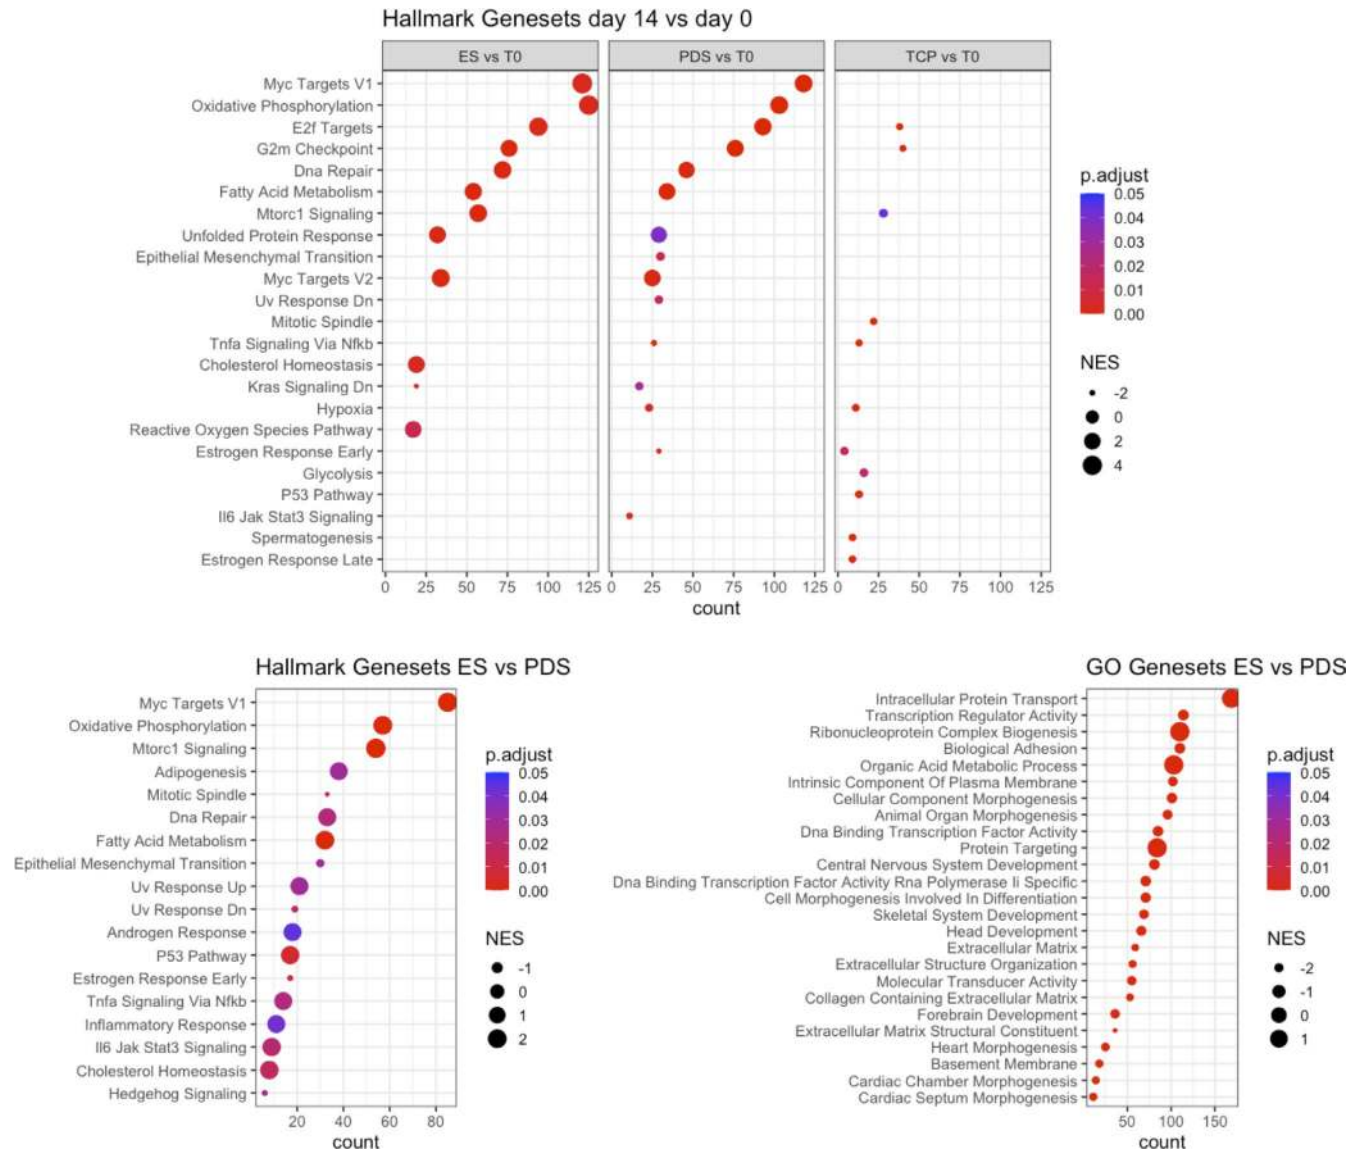 Hallmark Genesets day 14 vs day 0
ES vs T0
PDS vs T0
TCP vs T0
Myc Targets V1
Oxidative Phosphorylation
E2f Targets
G2m Checkpoint
Dna Repair
Fatty Acid Metabolism
Mtorc1 Signaling
Unfolded Protein Response
Epithelial Mesenchymal Transition
Myc Targets V2
Uv Response Dn
Mitotic Spindle
Tnfa Signaling Via Nfkb
Cholesterol Homeostasis
Kras Signaling Dn
Hypoxia
Reactive Oxygen Species Pathway
Estrogen Response Early
Glycolysis
P53 Pathway
Il6 Jak Stat3 Signaling
Spermatogenesis
Estrogen Response Late
0 25 50 75 100 125
0 25 50 75 100 125
0 25 50 75 100 125
count
p.adjust
0.05
0.04
0.03
0.02
0.01
0.00
NES
-2
0
2
4
Hallmark Genesets ES vs PDS
Myc Targets V1
Oxidative Phosphorylation
Mtorc1 Signaling
Adipogenesis
Mitotic Spindle
Dna Repair
Fatty Acid Metabolism
Epithelial Mesenchymal Transition
Uv Response Up
Uv Response Dn
Androgen Response
P53 Pathway
Estrogen Response Early
Tnfa Signaling Via Nfkb
Inflammatory Response
Il6 Jak Stat3 Signaling
Cholesterol Homeostasis
Hedgehog Signaling
20 40 60 80
count
p.adjust
0.05
0.04
0.03
0.02
0.01
0.00
NES
-1
0
1
2
GO Genesets ES vs PDS
Intracellular Protein Transport
Transcription Regulator Activity
Ribonucleoprotein Complex Biogenesis
Biological Adhesion
Organic Acid Metabolic Process
Intrinsic Component Of Plasma Membrane
Cellular Component Morphogenesis
Animal Organ Morphogenesis
Dna Binding Transcription Factor Activity
Protein Targeting
Central Nervous System Development
Dna Binding Transcription Factor Activity Rna Polymerase Ii Specific
Cell Morphogenesis Involved In Differentiation
Skeletal System Development
Head Development
Extracellular Matrix
Extracellular Structure Organization
Molecular Transducer Activity
Collagen Containing Extracellular Matrix
Forebrain Development
Extracellular Matrix Structural Constituent
Heart Morphogenesis
Basement Membrane
Cardiac Chamber Morphogenesis
Cardiac Septum Morphogenesis
50 100 150
count
p.adjust
0.05
0.04
0.03
0.02
0.01
0.00
NES
-2
-1
0
1